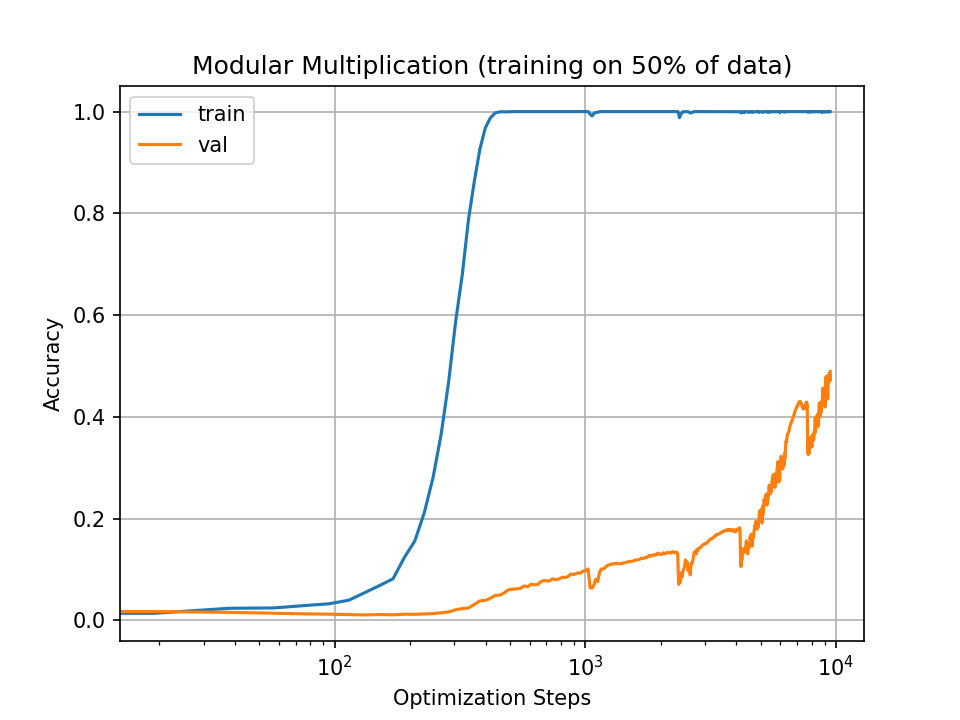 Modular Multiplication (training on 50% of data)
train
val
1.0
0.8
0.6
0.4
0.2
0.0
Accuracy
10² 10³ 10⁴
Optimization Steps